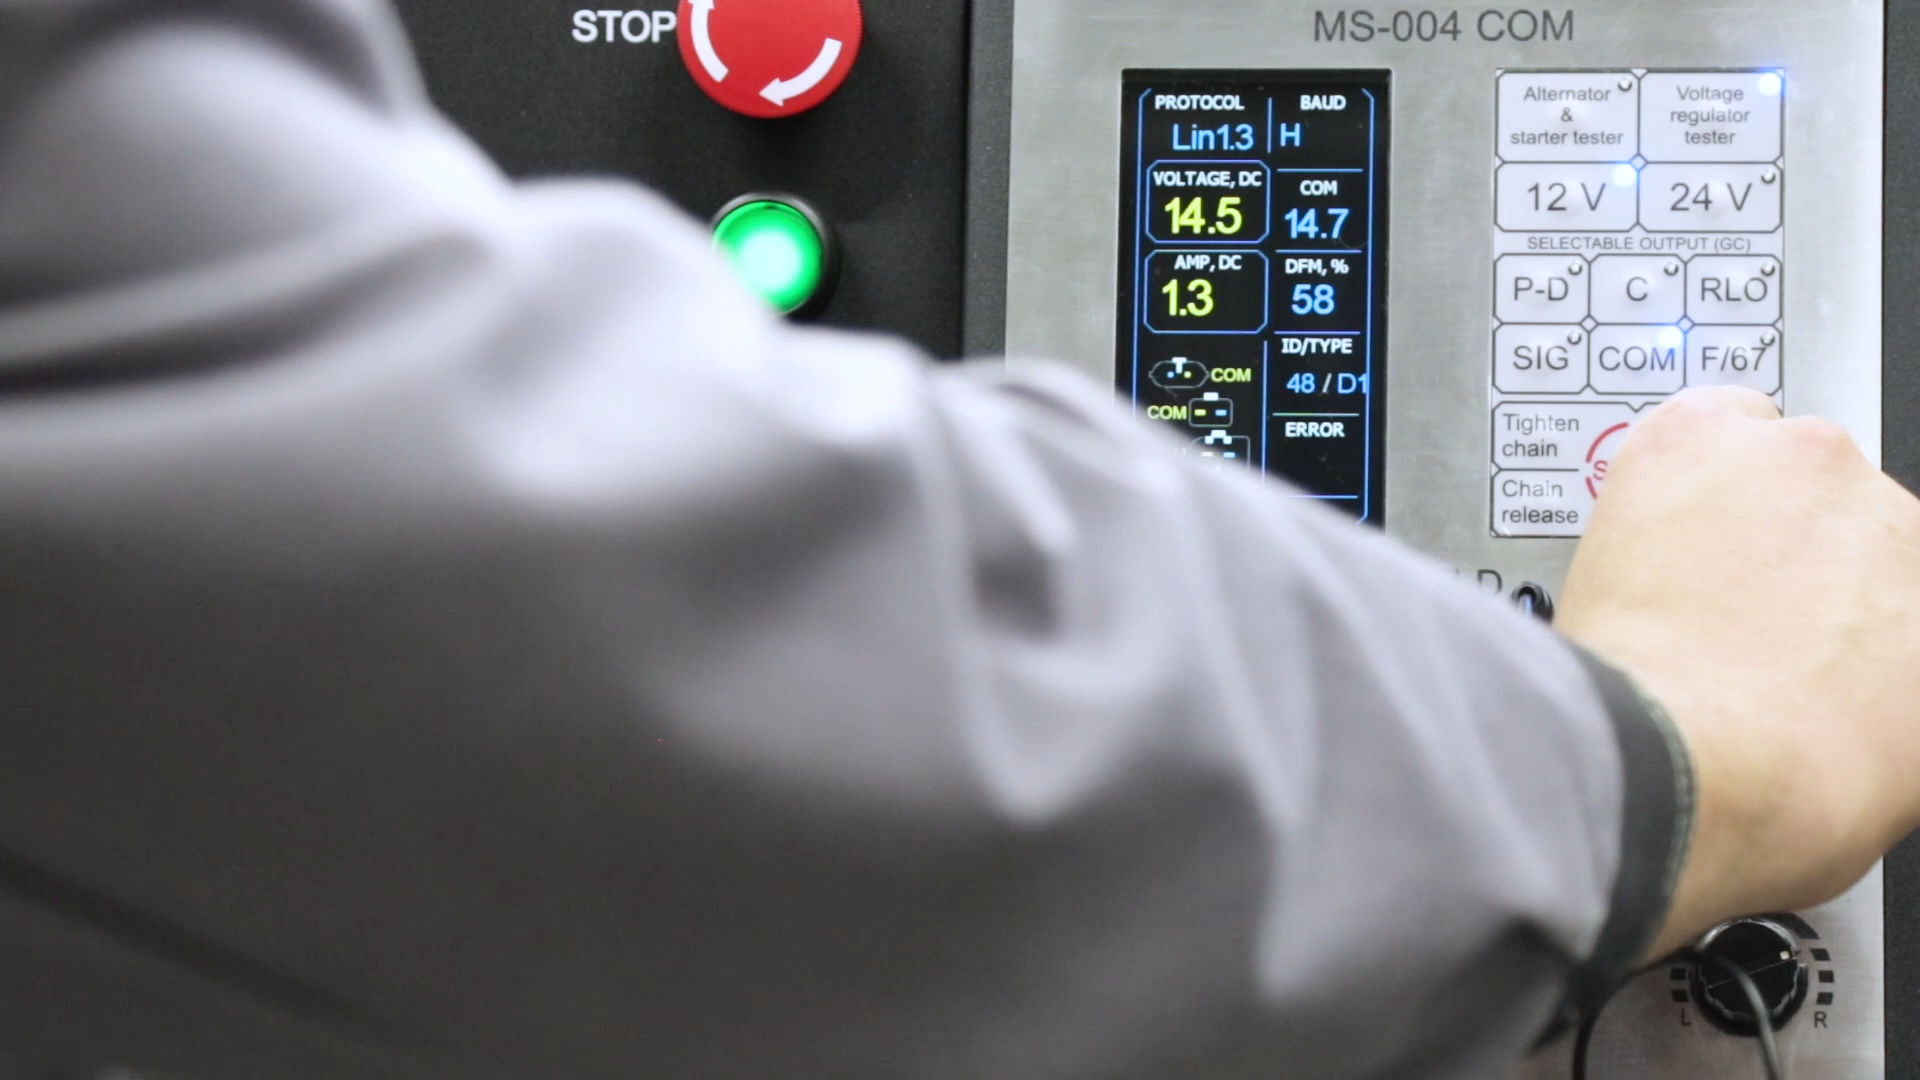 STOP
MS-004 COM
PROTOCOL
BAUD
Lin1.3
H
VOLTAGE, DC
14.5
COM
14.7
AMP, DC
1.3
DFM, %
58
ID/TYPE
48 / D1
COM
COM
ERROR
Alternator
&
starter tester
Voltage
regulator
tester
12 V
24 V
SELECTABLE OUTPUT (GC)
P-D
C
RLO
SIG
COM
F/67
Tighten
chain
Chain
release
L
R